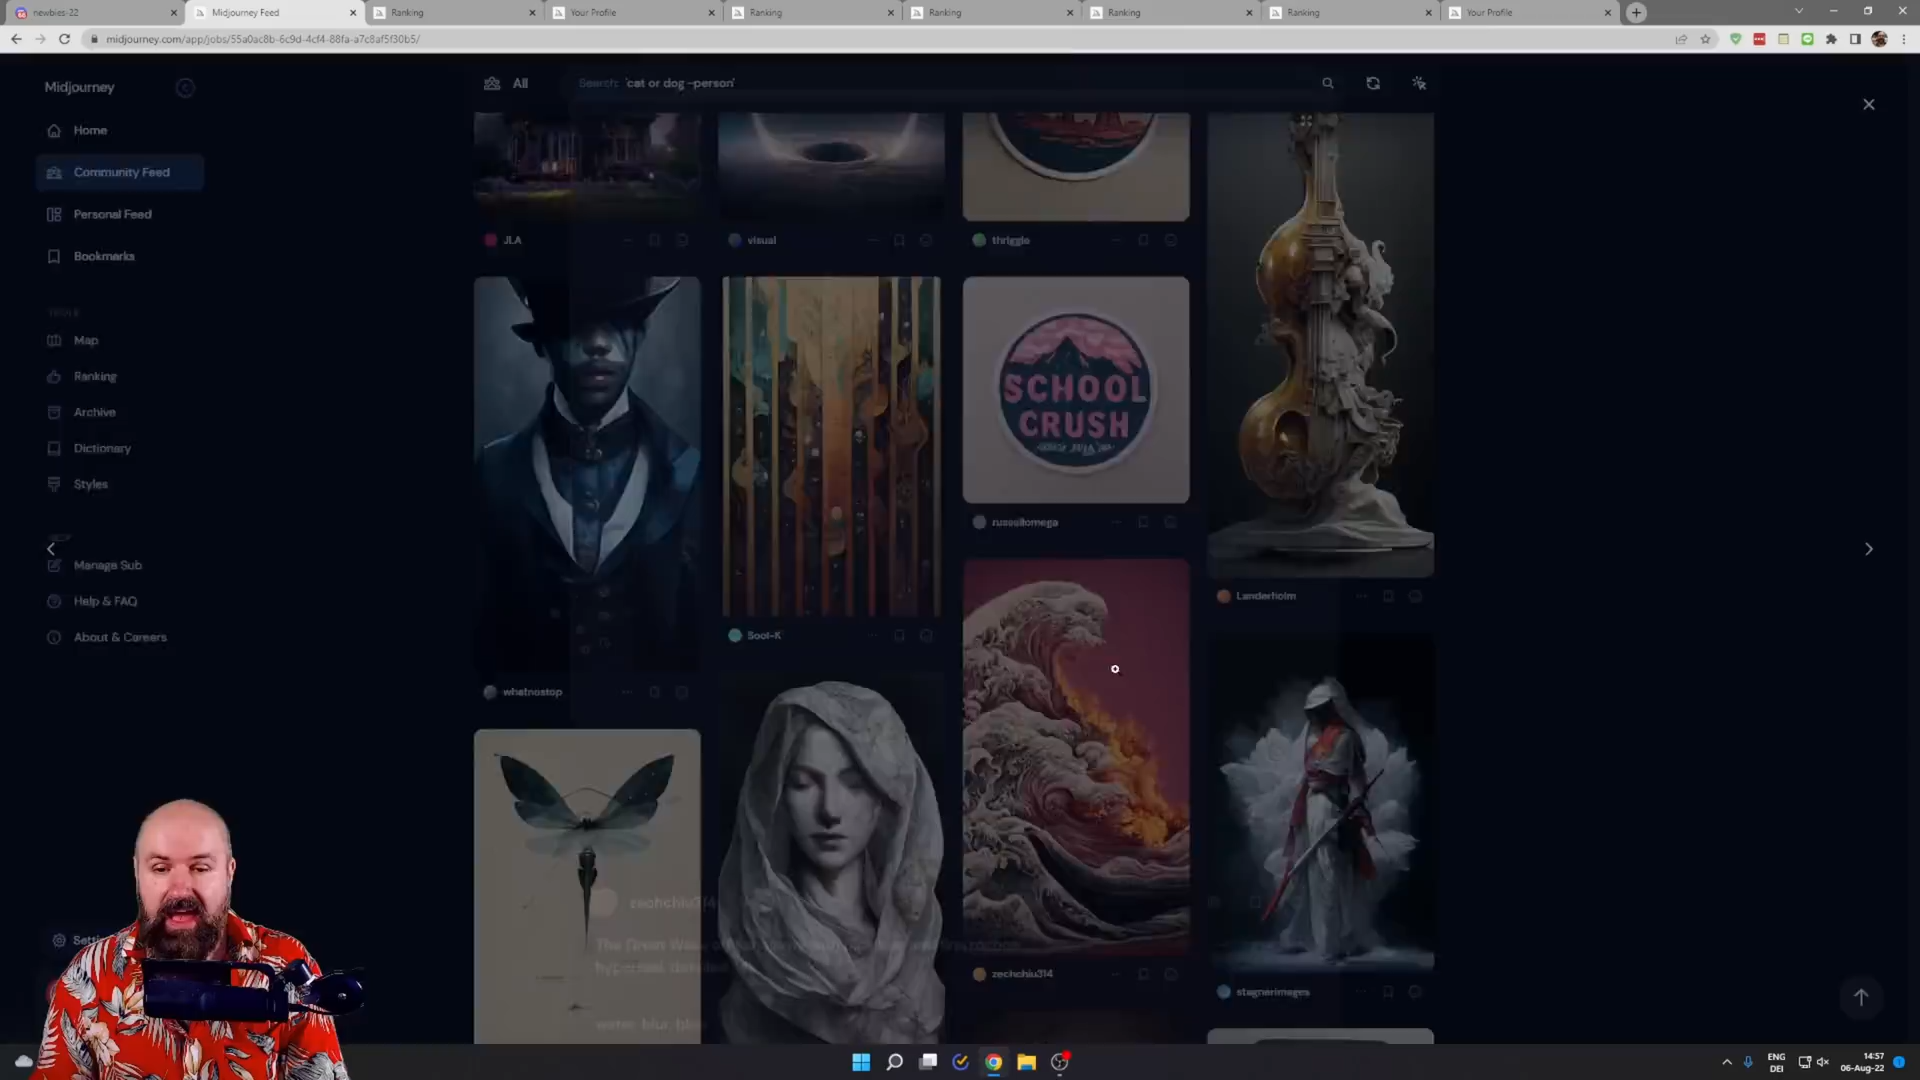 newbies-22
Midjourney Feed
Ranking
Your Profile
Ranking
Ranking
Ranking
Ranking
Your Profile
midjourney.com/app/jobs/55a0ac8b-6c9d-4cf4-88fa-a7c8af5f30b5/
Midjourney
All
Search: 'cat or dog -person'
Home
Community Feed
Personal Feed
Bookmarks
Map
Ranking
Archive
Dictionary
Styles
Manage Sub
Help & FAQ
About & Careers
JLA
visual
thriggle
SCHOOL
CRUSH
russellomega
Landerholm
Sool-K
whatnostop
zechchiu314
zechchiu314
stagnerimages
ENG
DEI
14:57
06-Aug-22